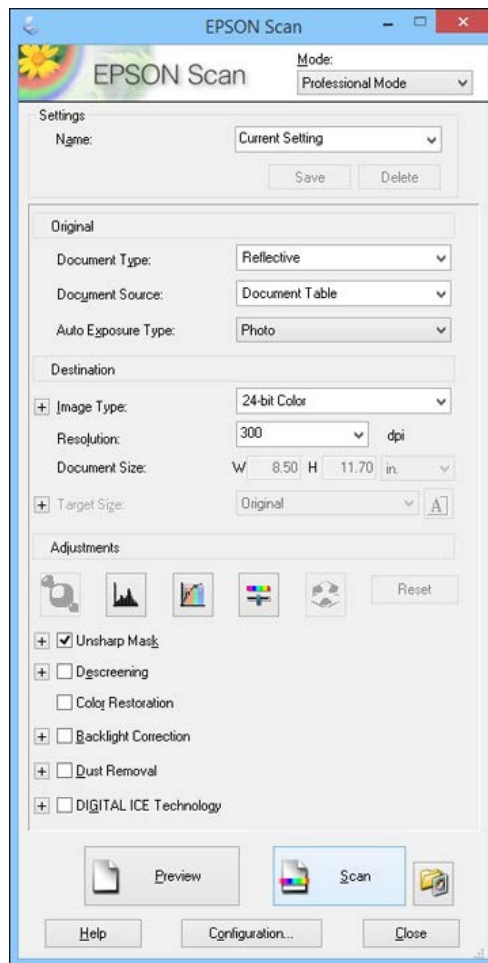 EPSON Scan
EPSON Scan
Mode:
Professional Mode
Settings
Name: Current Setting
Save Delete
Original
Document Type: Reflective
Document Source: Document Table
Auto Exposure Type: Photo
Destination
Image Type: 24-bit Color
Resolution: 300 dpi
Document Size: W 8.50 H 11.70 in.
Target Size: Original A
Adjustments
Reset
Unsharp Mask
Descreening
Color Restoration
Backlight Correction
Dust Removal
DIGITAL ICE Technology
Preview Scan
Help Configuration... Close